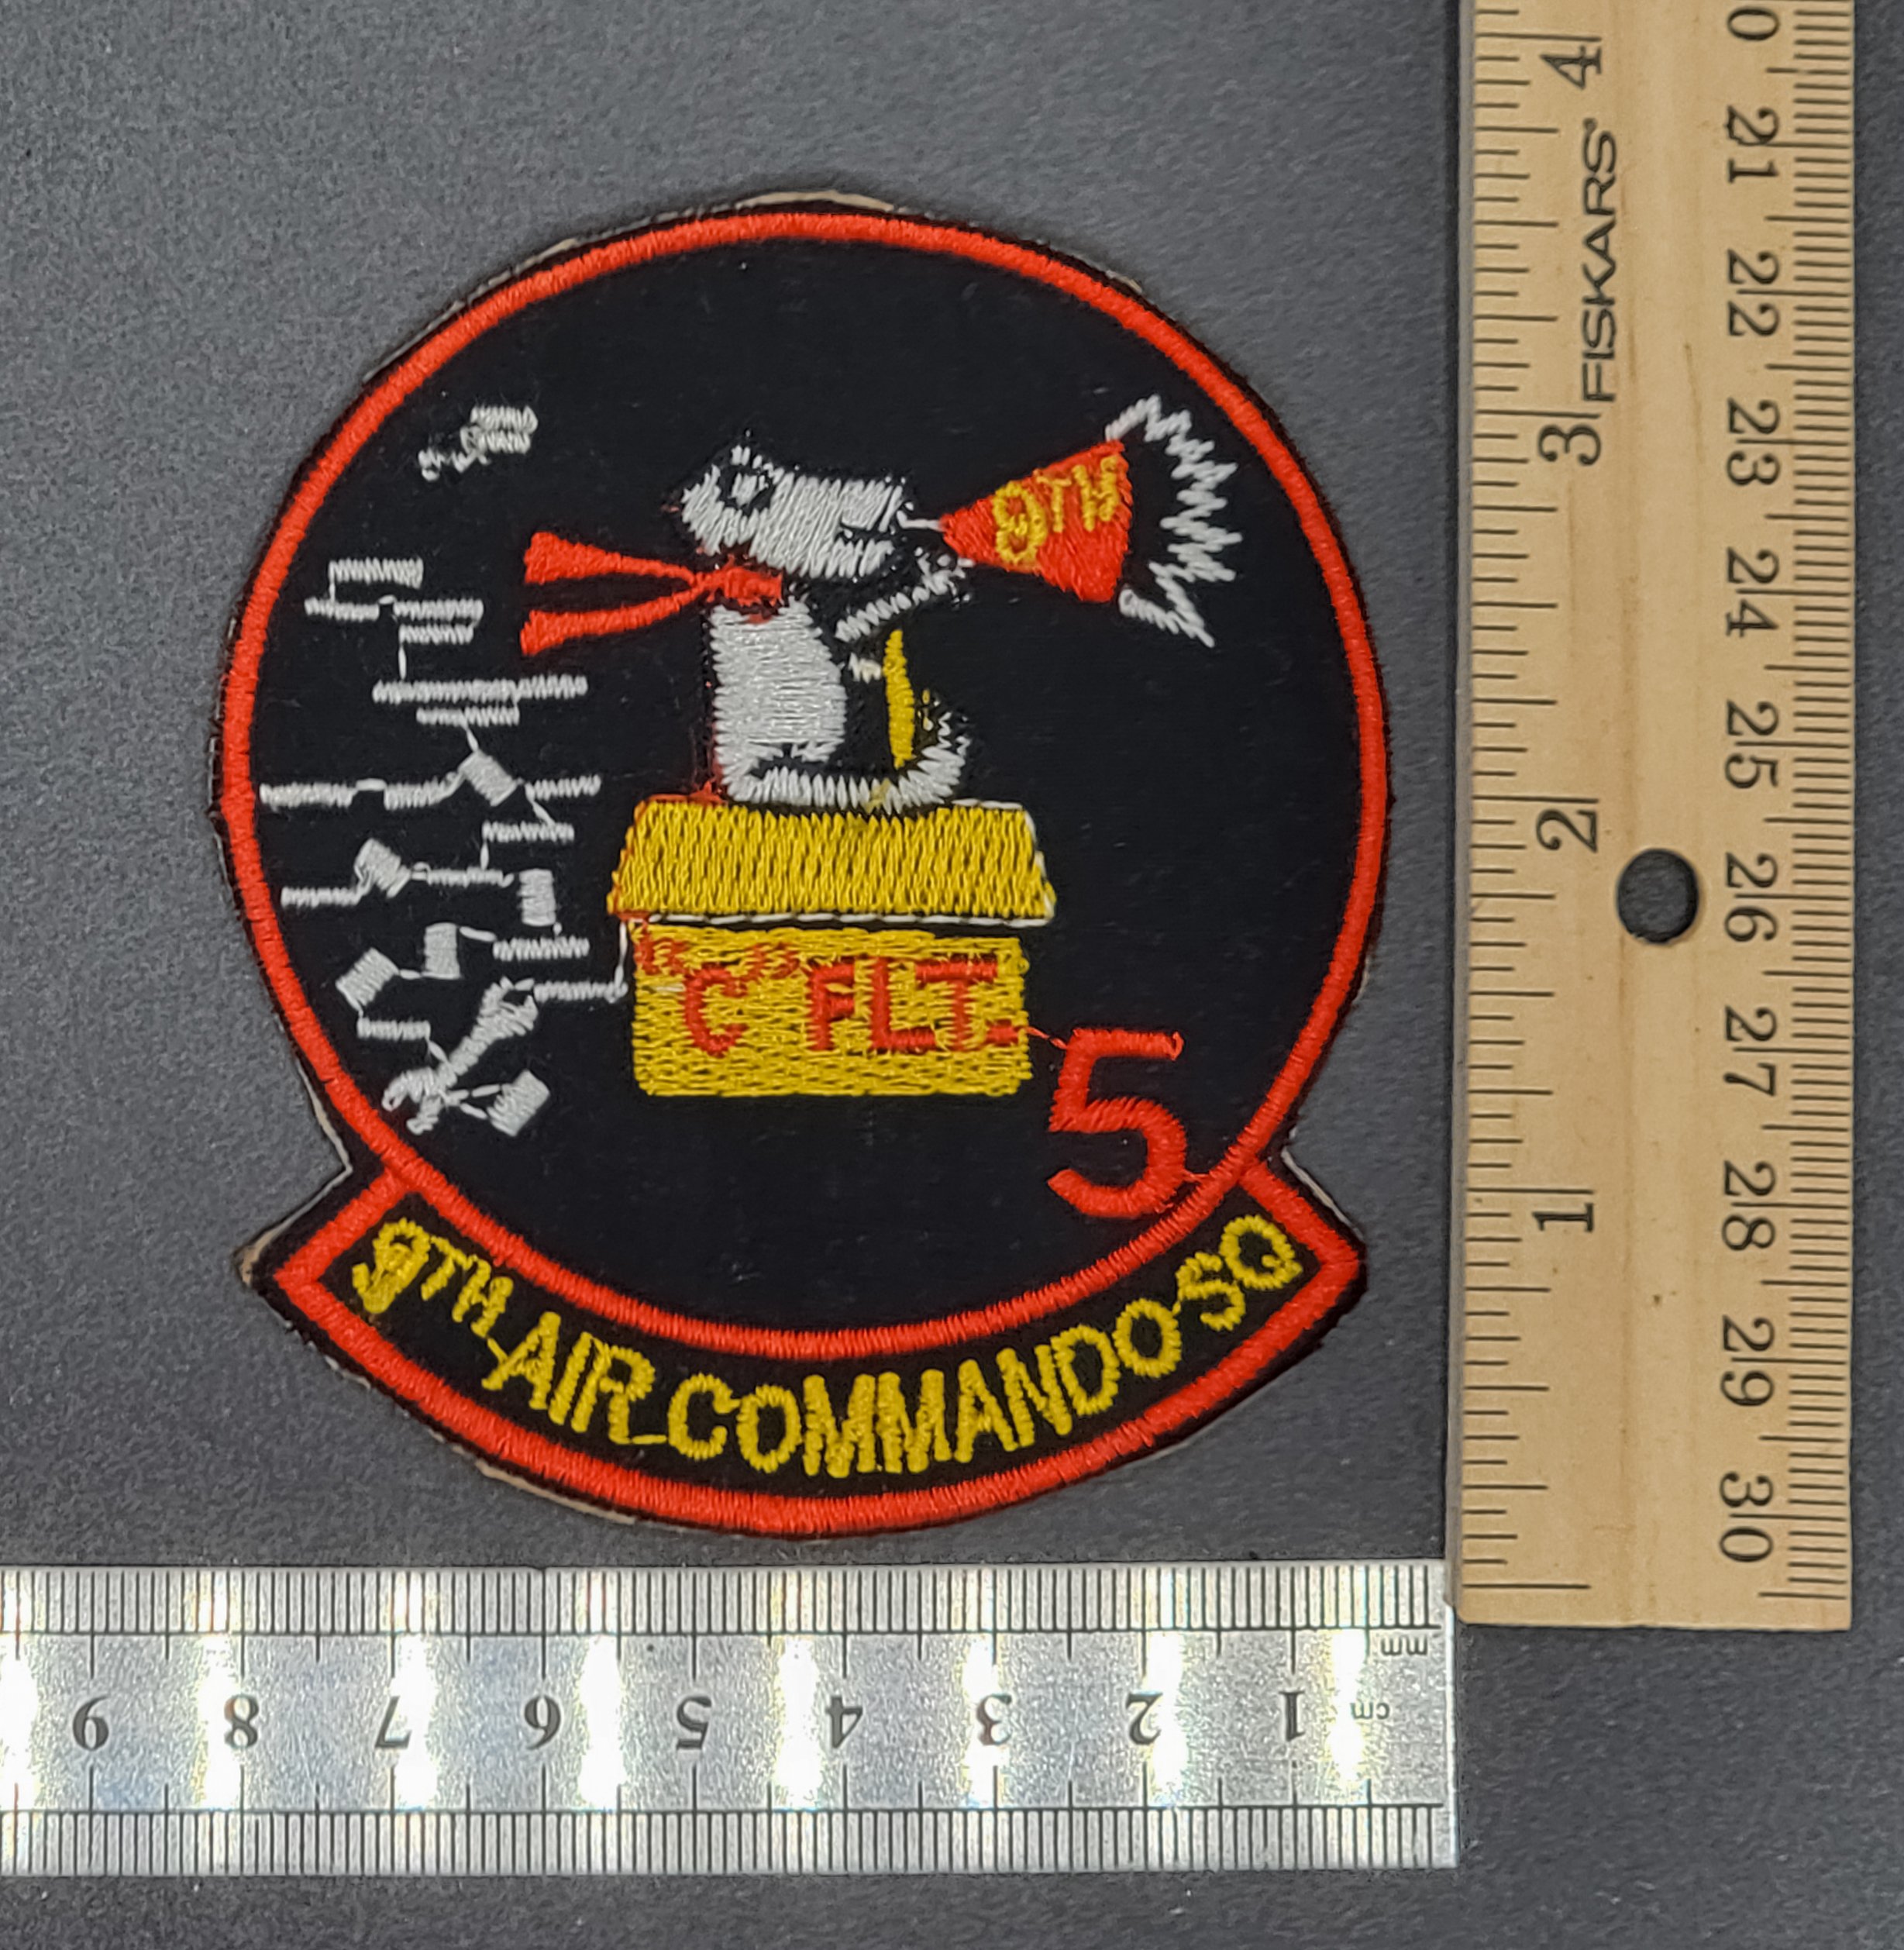 9TH
"C" FLT.
5
9TH AIR COMMANDO SQ
4
3
2
1
FISKARS
0 21 22 23 24 25 26 27 28 29 30
mm
cm
9 8 7 6 5 4 3 2 1